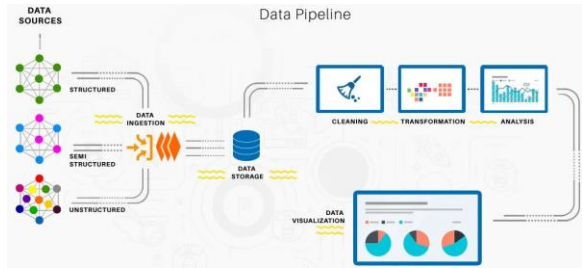 DATA
SOURCES
Data Pipeline
STRUCTURED
DATA
INGESTION
SEMI
STRUCTURED
UNSTRUCTURED
DATA
STORAGE
CLEANING
TRANSFORMATION
ANALYSIS
DATA
VISUALIZATION